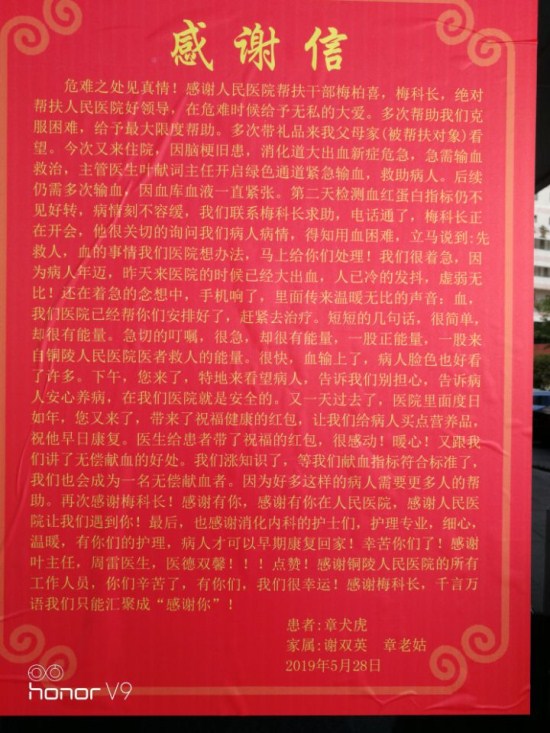 感谢信
危难之处见真情！感谢人民医院帮扶干部梅柏喜，梅科长，绝对
帮扶人民医院好领导，在危难时候给予无私的大爱。多次帮助我们克
服困难，给予最大限度帮助。多次带礼品来我父母家(被帮扶对象)看
望。今次又来住院，因脑梗旧患，消化道大出血新症危急，急需输血
救治，主管医生叶献词主任开启绿色通道紧急输血，救助病人。后续
仍需多次输血，因血库血液一直紧张。第二天检测血红蛋白指标仍不
见好转，病情刻不容缓，我们联系梅科长求助，电话通了，梅科长正
在开会，他很关切的询问我们病人病情，得知用血困难，立马说到:先
救人，血的事情我们医院想办法，马上给你们处理！我们很着急，因
为病人年迈，昨天来医院的时候已经大出血，人已冷的发抖，虚弱无
比！还在着急的念想中，手机响了，里面传来温暖无比的声音：血，
我们医院已经帮你们安排好了，赶紧去治疗。短短的几句话，很简单，
却很有能量。急切的叮嘱，很急，却很有能量，一股正能量，一股来
自铜陵人民医院医者救人的能量。很快，血输上了，病人脸色也好看
了许多。下午，您来了，特地来看望病人，告诉我们别担心，告诉病
人安心养病，在我们医院就是安全的。又一天过去了，医院里面度日
如年，您又来了，带来了祝福健康的红包，让我们给病人买点营养品，
祝他早日康复。医生给患者带了祝福的红包，很感动！暖心！又跟我
们讲了无偿献血的好处。我们涨知识了，等我们献血指标符合标准了，
我们也会成为一名无偿献血者。因为好多这样的病人需要更多人的帮
助。再次感谢梅科长！感谢有你，感谢有你在人民医院，感谢人民医
院让我们遇到你！最后，也感谢消化内科的护士们，护理专业，细心，
温暖，有你们的护理，病人才可以早期康复回家！幸苦你们了！感谢
叶主任，周雷医生，医德双馨！！！点赞！感谢铜陵人民医院的所有
工作人员，你们辛苦了，有你们，我们很幸运！感谢梅科长，千言万
语我们只能汇聚成“感谢你”！
患者:章犬虎
家属:谢双英 章老姑
2019年5月28日
honor V9